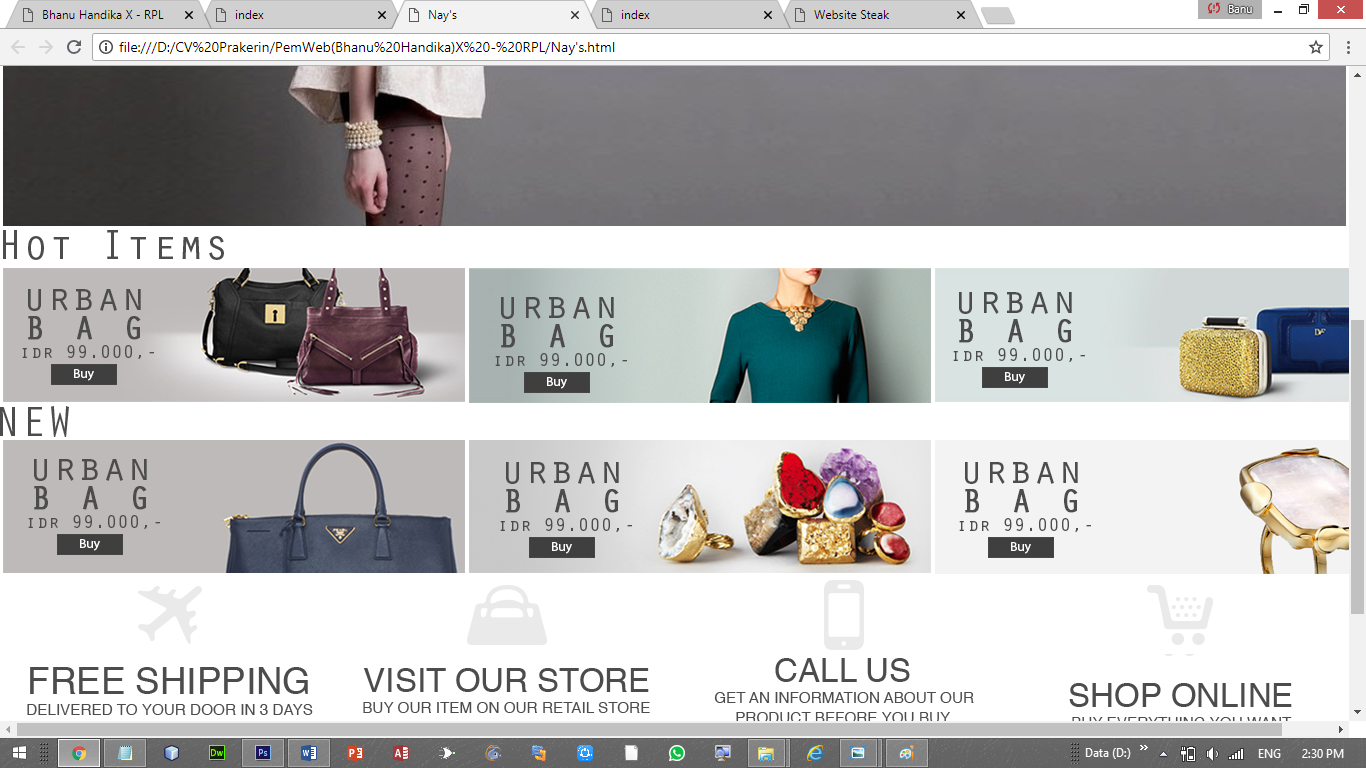 Bhanu Handika X - RPL
index
Nay's
index
Website Steak
Banu
file:///D:/CV%20Prakerin/PemWeb(Bhanu%20Handika)X%20-%20RPL/Nay's.html
Hot Items
URBAN
BAG
IDR 99.000,-
Buy
URBAN
BAG
IDR 99.000,-
Buy
URBAN
BAG
IDR 99.000,-
Buy
NEW
URBAN
BAG
IDR 99.000,-
Buy
URBAN
BAG
IDR 99.000,-
Buy
URBAN
BAG
IDR 99.000,-
Buy
FREE SHIPPING
DELIVERED TO YOUR DOOR IN 3 DAYS
VISIT OUR STORE
BUY OUR ITEM ON OUR RETAIL STORE
CALL US
GET AN INFORMATION ABOUT OUR
PRODUCT BEFORE YOU BUY
SHOP ONLINE
BUY EVERYTHING YOU WANT
Data (D:)
ENG
2:30 PM